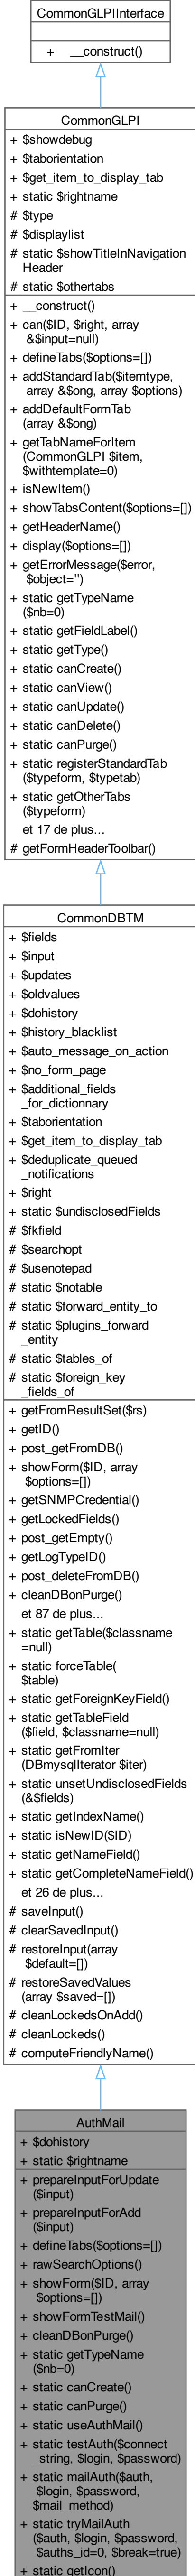 CommonGLPIInterface
+ __construct()
CommonGLPI
+ $showdebug
+ $taborientation
+ $get_item_to_display_tab
+ static $rightname
# $type
# $displaylist
# static $showTitleInNavigation
Header
# static $othertabs
+ __construct()
+ can($ID, $right, array
&$input=null)
+ defineTabs($options=[])
+ addStandardTab($itemtype,
array &$ong, array $options)
+ addDefaultFormTab
(array &$ong)
+ getTabNameForItem
(CommonGLPI $item,
$withtemplate=0)
+ isNewItem()
+ showTabsContent($options=[])
+ getHeaderName()
+ display($options=[])
+ getErrorMessage($error,
$object='')
+ static getTypeName
($nb=0)
+ static getFieldLabel()
+ static getType()
+ static canCreate()
+ static canView()
+ static canUpdate()
+ static canDelete()
+ static canPurge()
+ static registerStandardTab
($typeform, $typetab)
+ static getOtherTabs
($typeform)
et 17 de plus...
# getFormHeaderToolbar()
CommonDBTM
+ $fields
+ $input
+ $updates
+ $oldvalues
+ $dohistory
+ $history_blacklist
+ $auto_message_on_action
+ $no_form_page
+ $additional_fields
_for_dictionnary
+ $taborientation
+ $get_item_to_display_tab
+ $deduplicate_queued
_notifications
+ $right
+ static $undisclosedFields
# $fkfield
# $searchopt
# $usenotepad
# static $notable
# static $forward_entity_to
# static $plugins_forward
_entity
# static $tables_of
# static $foreign_key
_fields_of
+ getFromResultSet($rs)
+ getID()
+ post_getFromDB()
+ showForm($ID, array
$options=[])
+ getSNMPCredential()
+ getLockedFields()
+ post_getEmpty()
+ getLogTypeID()
+ post_deleteFromDB()
+ cleanDBonPurge()
et 87 de plus...
+ static getTable($classname
=null)
+ static forceTable(
$table)
+ static getForeignKeyField()
+ static getTableField
($field, $classname=null)
+ static getFromIter
(DBmysqlIterator $iter)
+ static unsetUndisclosedFields
(&$fields)
+ static getIndexName()
+ static isNewID($ID)
+ static getNameField()
+ static getCompleteNameField()
et 26 de plus...
# saveInput()
# clearSavedInput()
# restoreInput(array
$default=[])
# restoreSavedValues
(array $saved=[])
# cleanLockedsOnAdd()
# cleanLockeds()
# computeFriendlyName()
AuthMail
+ $dohistory
+ static $rightname
+ prepareInputForUpdate
($input)
+ prepareInputForAdd
($input)
+ defineTabs($options=[])
+ rawSearchOptions()
+ showForm($ID, array
$options=[])
+ showFormTestMail()
+ cleanDBonPurge()
+ static getTypeName
($nb=0)
+ static canCreate()
+ static canPurge()
+ static useAuthMail()
+ static testAuth($connect
_string, $login, $password)
+ static mailAuth($auth,
$login, $password,
$mail_method)
+ static tryMailAuth
($auth, $login, $password,
$auths_id=0, $break=true)
+ static getIcon()